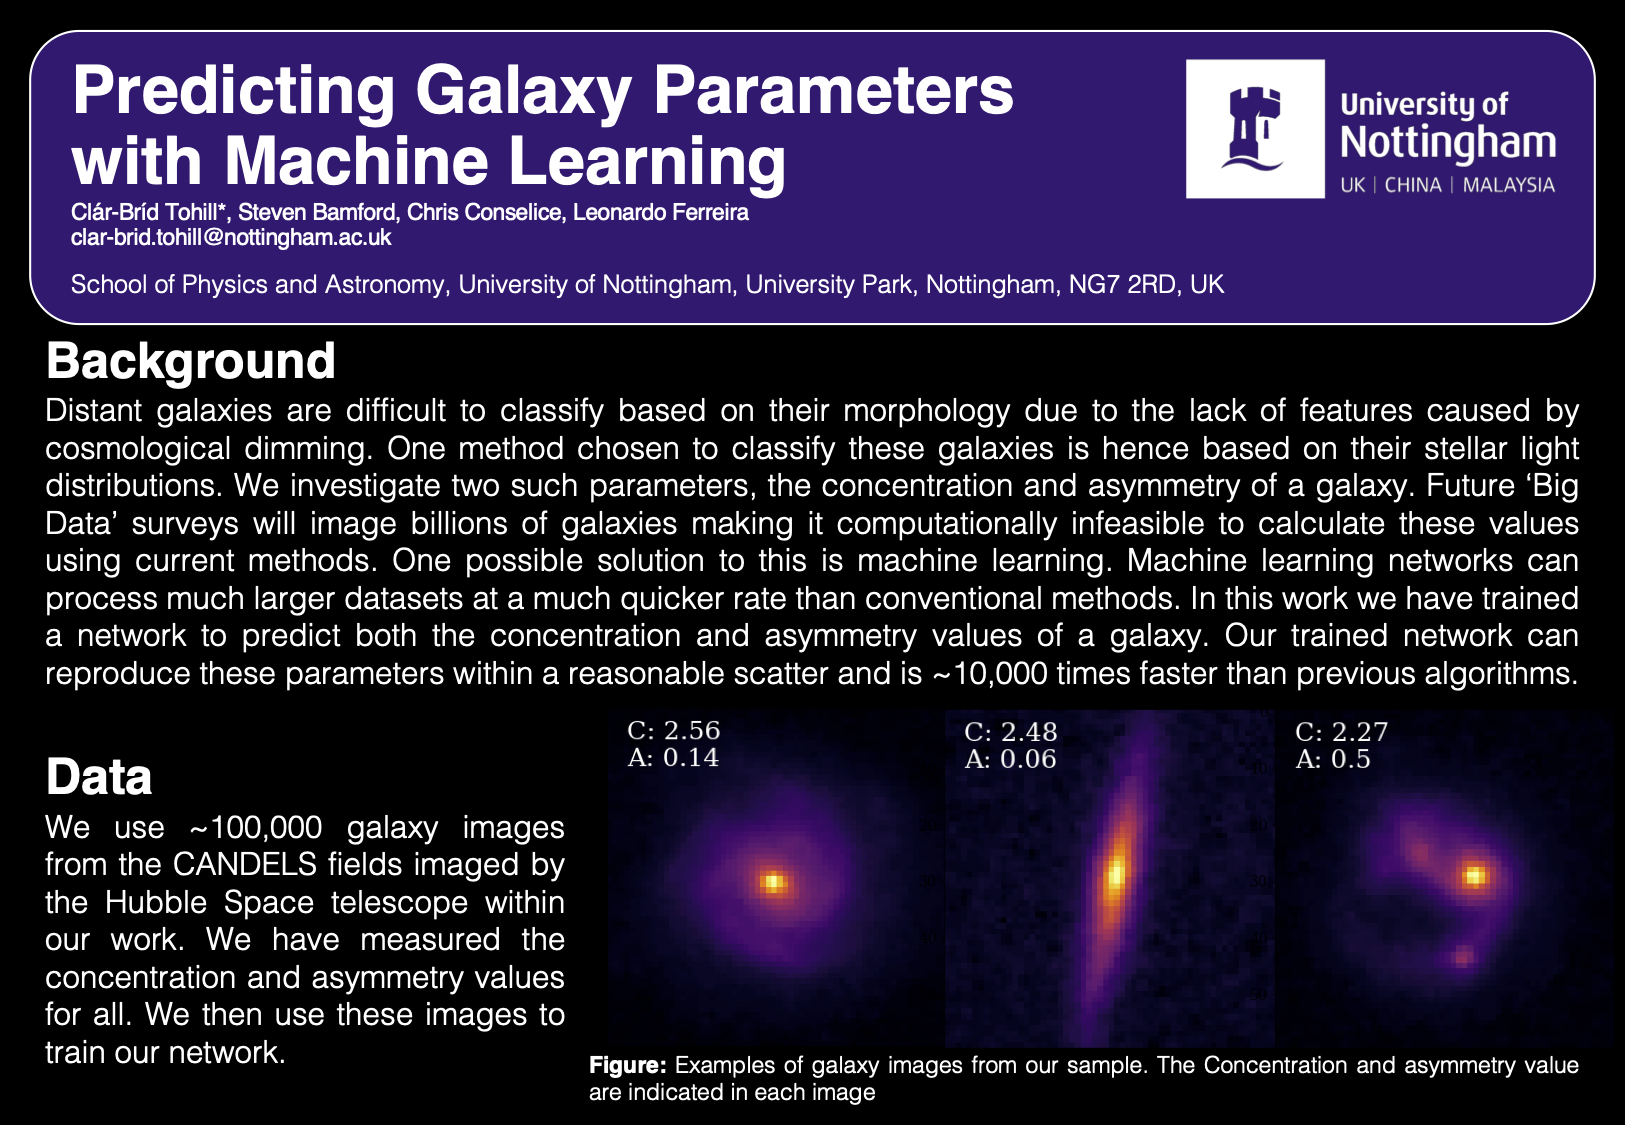 Predicting Galaxy Parameters
with Machine Learning
Clár-Bríd Tohill*, Steven Bamford, Chris Conselice, Leonardo Ferreira
clar-brid.tohill@nottingham.ac.uk
School of Physics and Astronomy, University of Nottingham, University Park, Nottingham, NG7 2RD, UK
University of
Nottingham
UK | CHINA | MALAYSIA
Background
Distant galaxies are difficult to classify based on their morphology due to the lack of features caused by
cosmological dimming. One method chosen to classify these galaxies is hence based on their stellar light
distributions. We investigate two such parameters, the concentration and asymmetry of a galaxy. Future ‘Big
Data’ surveys will image billions of galaxies making it computationally infeasible to calculate these values
using current methods. One possible solution to this is machine learning. Machine learning networks can
process much larger datasets at a much quicker rate than conventional methods. In this work we have trained
a network to predict both the concentration and asymmetry values of a galaxy. Our trained network can
reproduce these parameters within a reasonable scatter and is ~10,000 times faster than previous algorithms.
Data
We use ~100,000 galaxy images
from the CANDELS fields imaged by
the Hubble Space telescope within
our work. We have measured the
concentration and asymmetry values
for all. We then use these images to
train our network.
C: 2.56
A: 0.14
C: 2.48
A: 0.06
C: 2.27
A: 0.5
Figure: Examples of galaxy images from our sample. The Concentration and asymmetry value
are indicated in each image